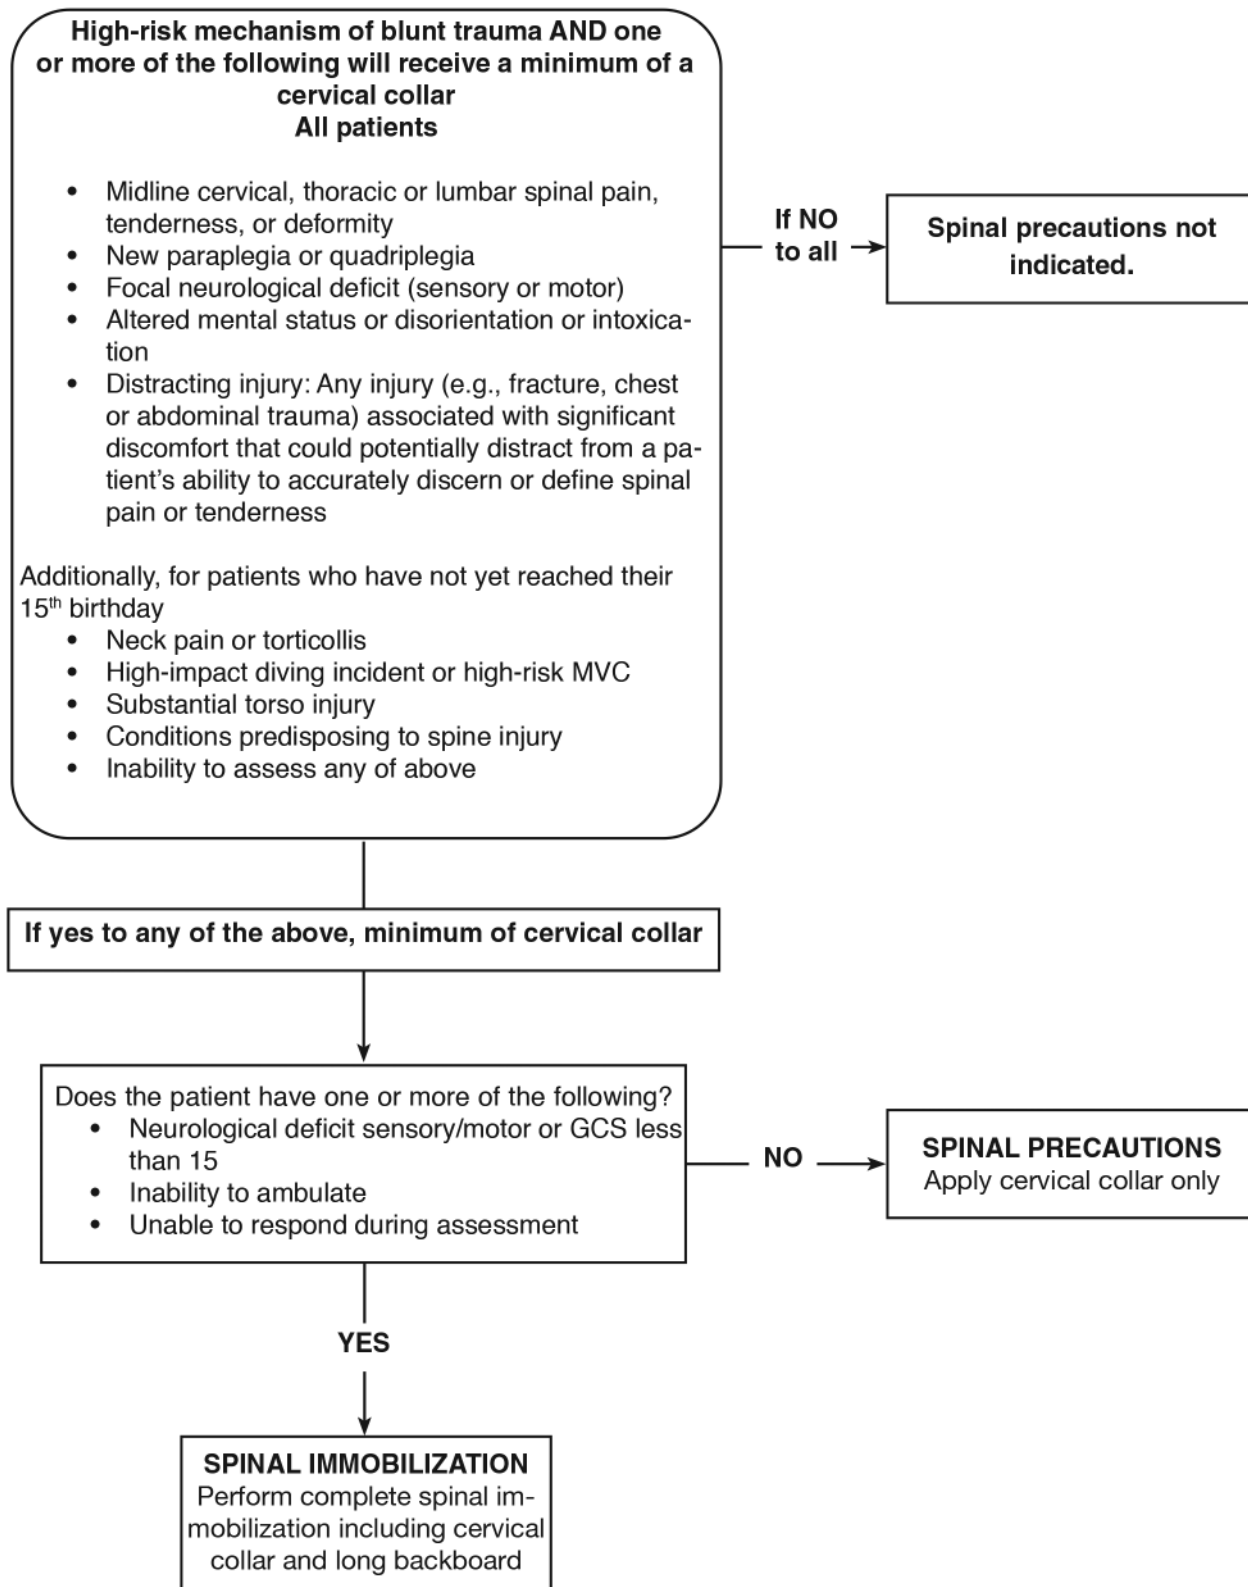 High-risk mechanism of blunt trauma AND one
or more of the following will receive a minimum of a
cervical collar
All patients
• Midline cervical, thoracic or lumbar spinal pain,
tenderness, or deformity
• New paraplegia or quadriplegia
• Focal neurological deficit (sensory or motor)
• Altered mental status or disorientation or intoxica-
tion
• Distracting injury: Any injury (e.g., fracture, chest
or abdominal trauma) associated with significant
discomfort that could potentially distract from a pa-
tient's ability to accurately discern or define spinal
pain or tenderness
Additionally, for patients who have not yet reached their
15th birthday
• Neck pain or torticollis
• High-impact diving incident or high-risk MVC
• Substantial torso injury
• Conditions predisposing to spine injury
• Inability to assess any of above
If NO
to all
Spinal precautions not
indicated.
If yes to any of the above, minimum of cervical collar
Does the patient have one or more of the following?
• Neurological deficit sensory/motor or GCS less
than 15
• Inability to ambulate
• Unable to respond during assessment
NO
SPINAL PRECAUTIONS
Apply cervical collar only
YES
SPINAL IMMOBILIZATION
Perform complete spinal im-
mobilization including cervical
collar and long backboard